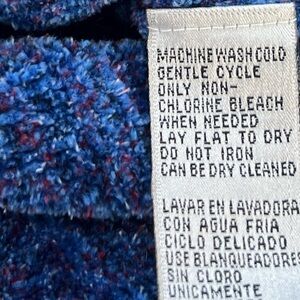 MACHINE WASH COLD
GENTLE CYCLE
ONLY NON-
CHLORINE BLEACH
WHEN NEEDED
LAY FLAT TO DRY
DO NOT IRON
CAN BE DRY CLEANED
LAVAR EN LAVADORA
CON AGUA FRIA
CICLO DELICADO
USE BLANQUEADORES
SIN CLORO
UNICAMENTE